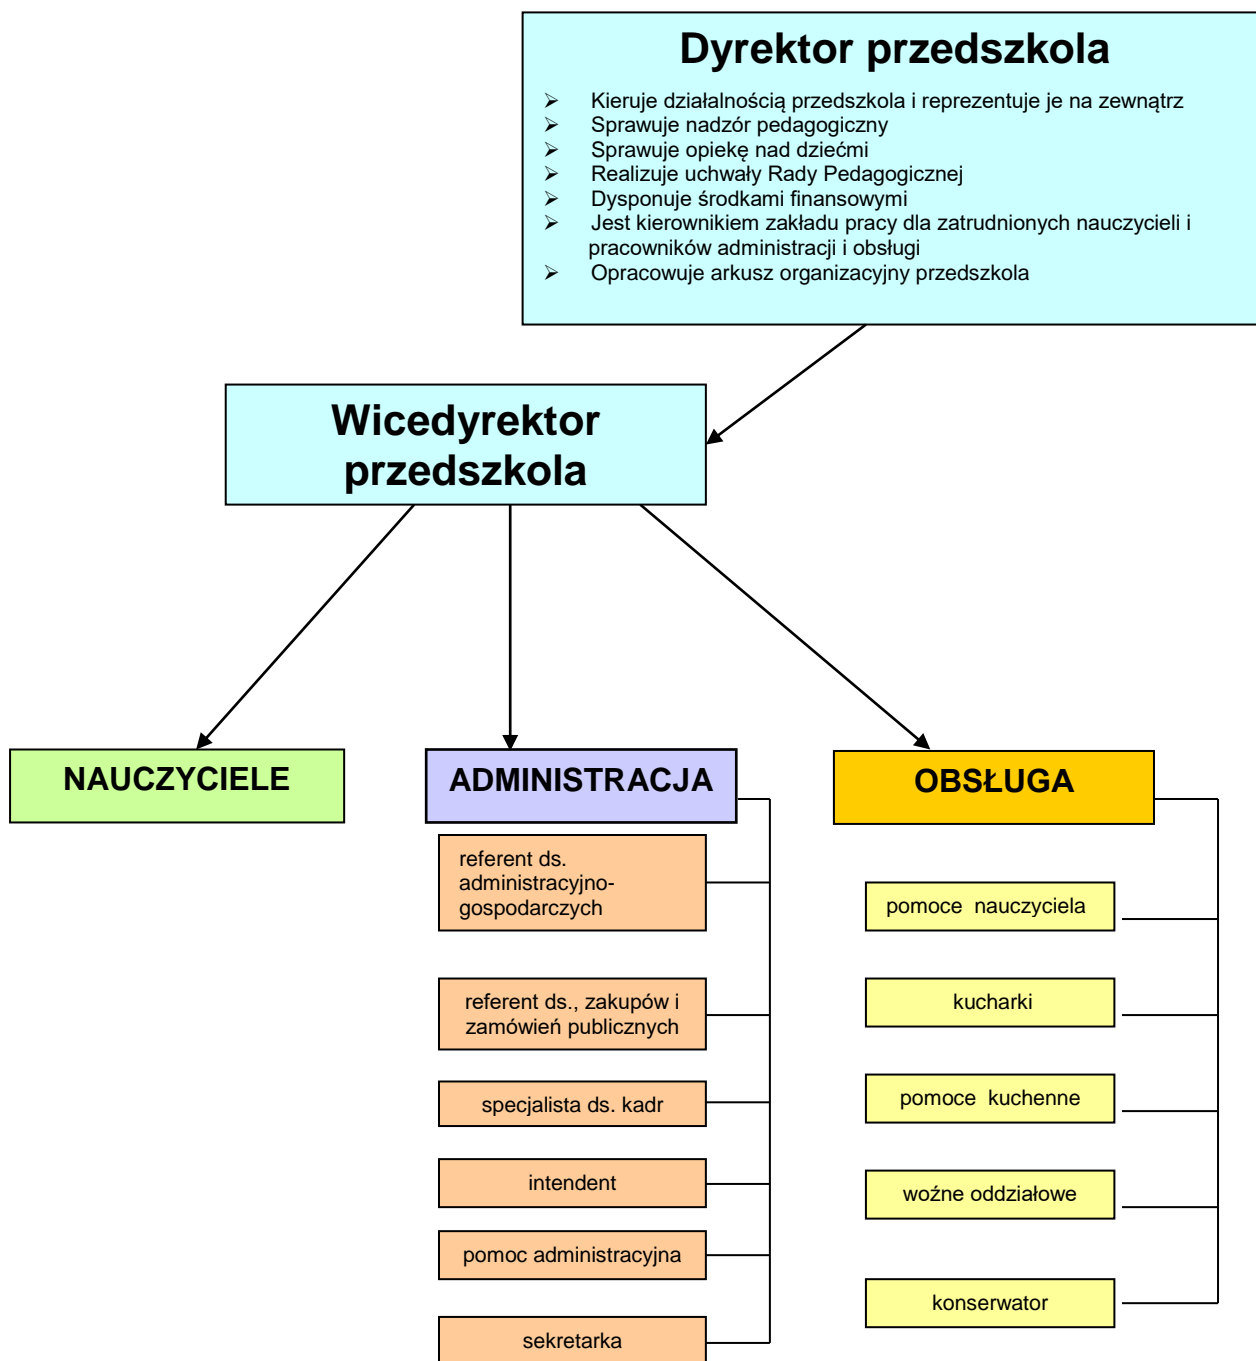 Dyrektor przedszkola
➢ Kieruje działalnością przedszkola i reprezentuje je na zewnątrz
➢ Sprawuje nadzór pedagogiczny
➢ Sprawuje opiekę nad dziećmi
➢ Realizuje uchwały Rady Pedagogicznej
➢ Dysponuje środkami finansowymi
➢ Jest kierownikiem zakładu pracy dla zatrudnionych nauczycieli i
pracowników administracji i obsługi
➢ Opracowuje arkusz organizacyjny przedszkola
Wicedyrektor
przedszkola
NAUCZYCIELE
ADMINISTRACJA
referent ds.
administracyjno-
gospodarczych
referent ds., zakupów i
zamówień publicznych
specjalista ds. kadr
intendent
pomoc administracyjna
sekretarka
OBSŁUGA
pomoce nauczyciela
kucharki
pomoce kuchenne
woźne oddziałowe
konserwator